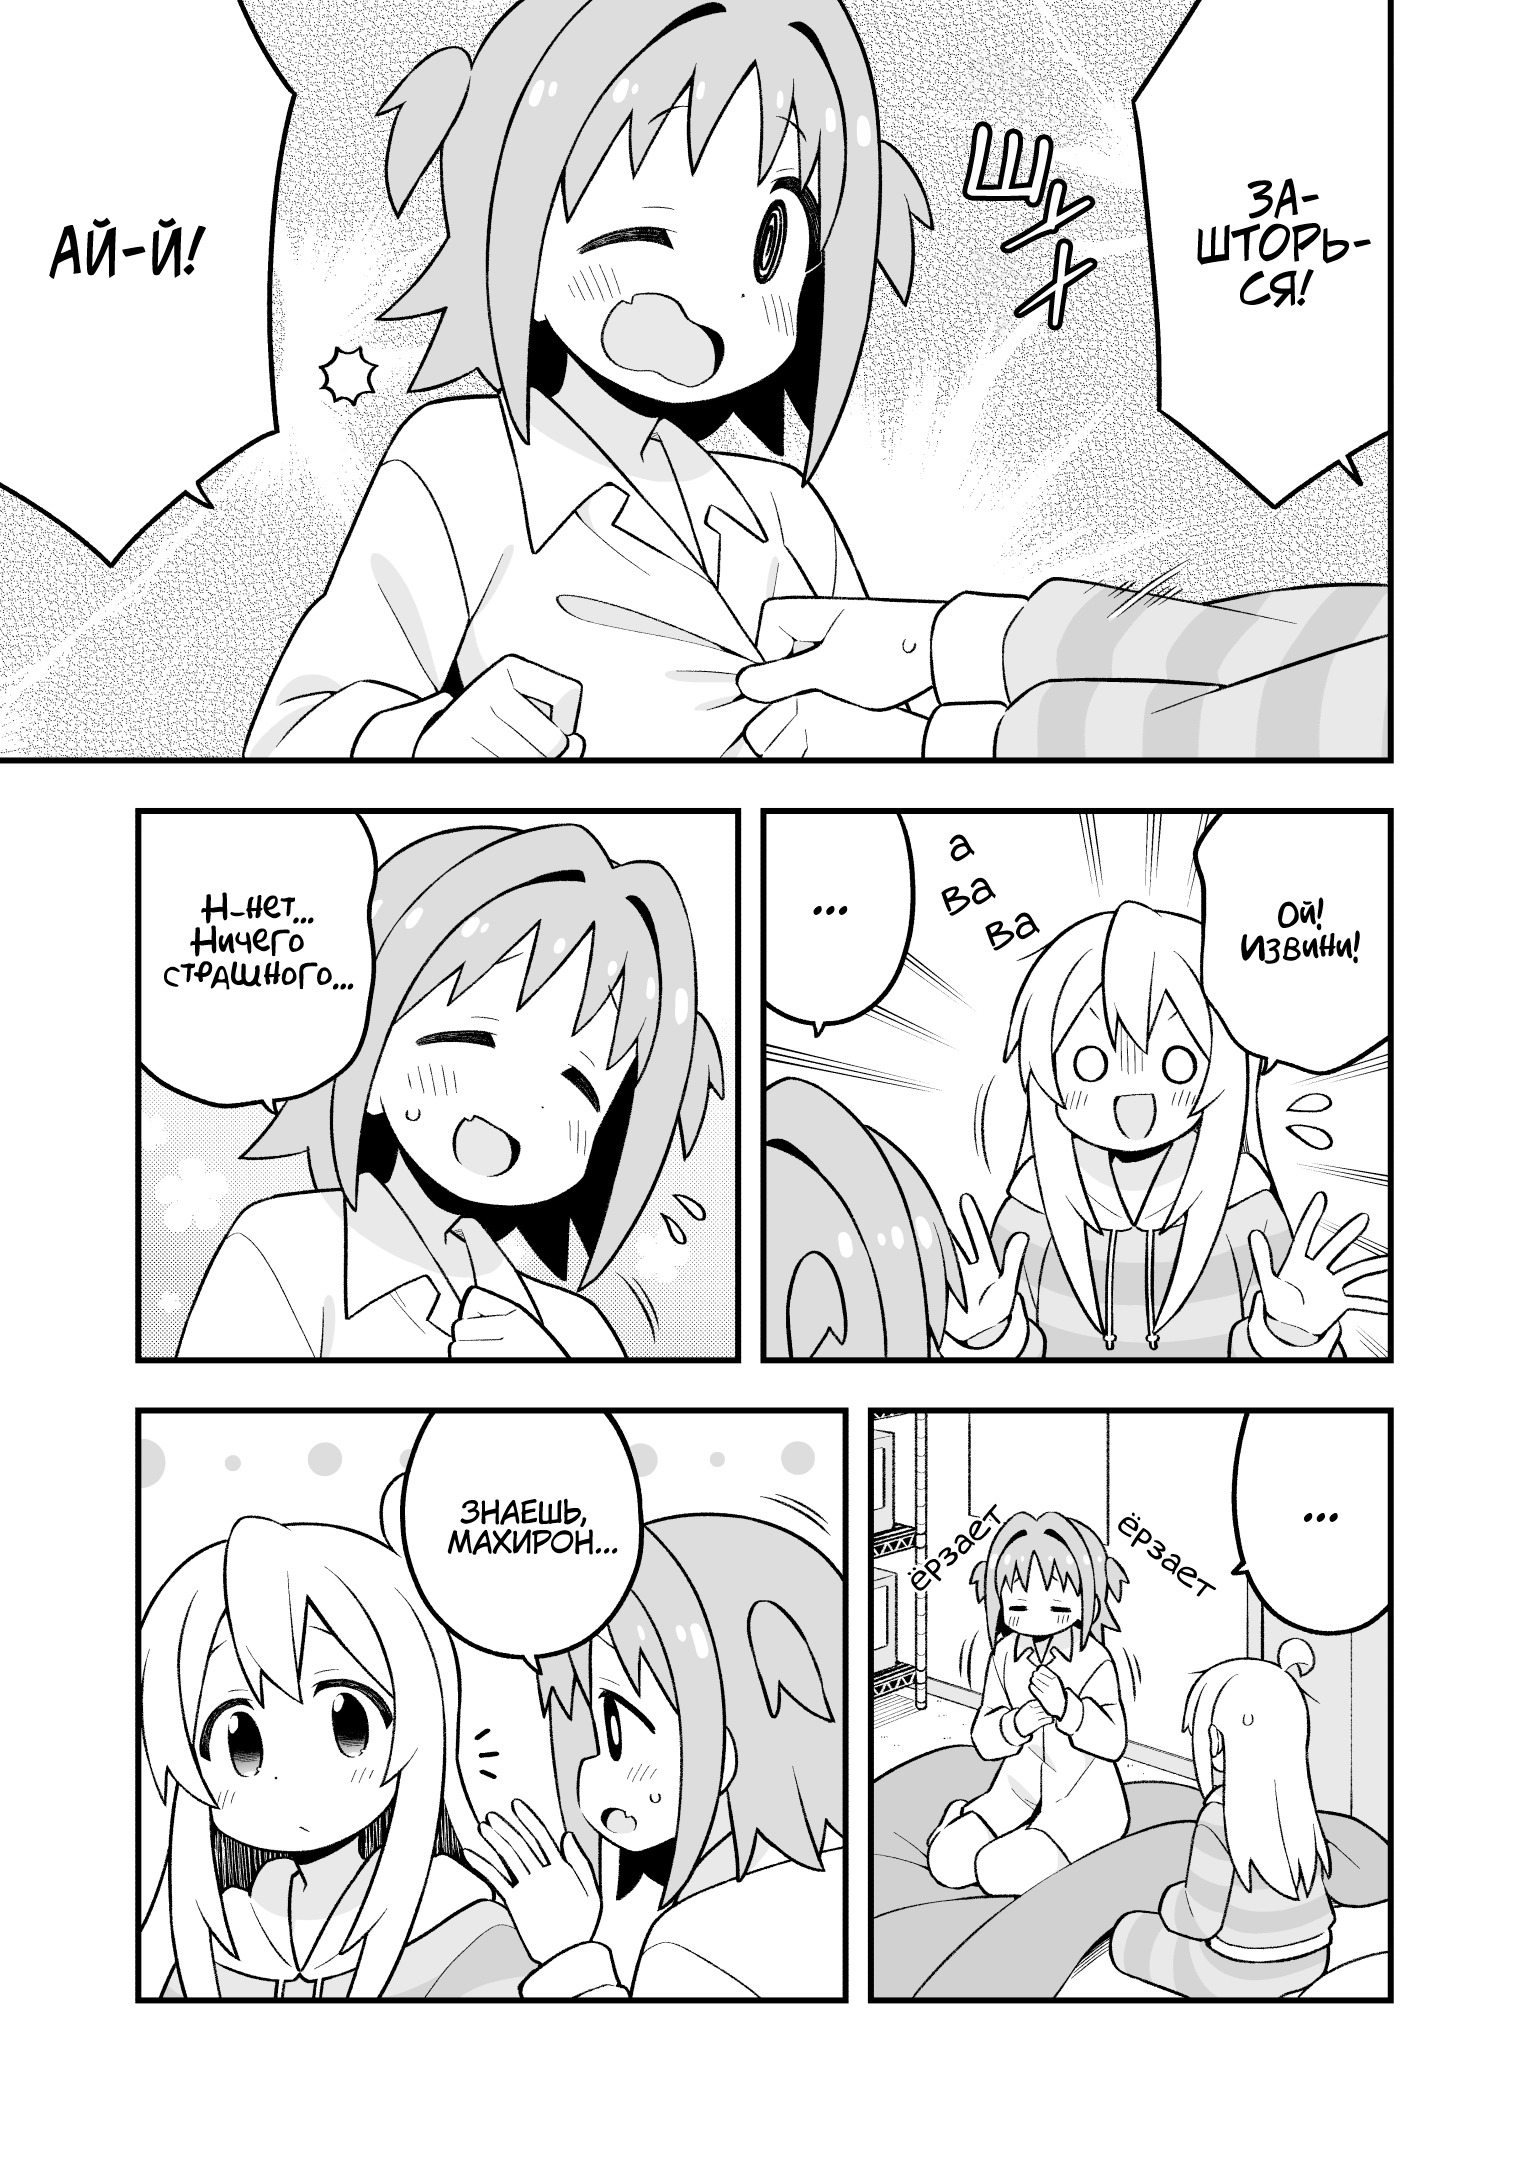 ЗА-
ШТОРЬ-
СЯ!
ШУХ
АЙ-Й!
ОЙ!
ИЗВИНИ!
а
ва
ва
...
Н-нет...
Ничего
страшного...
...
ёрзает
ёрзает
ЗНАЕШЬ,
МАХИРОН...